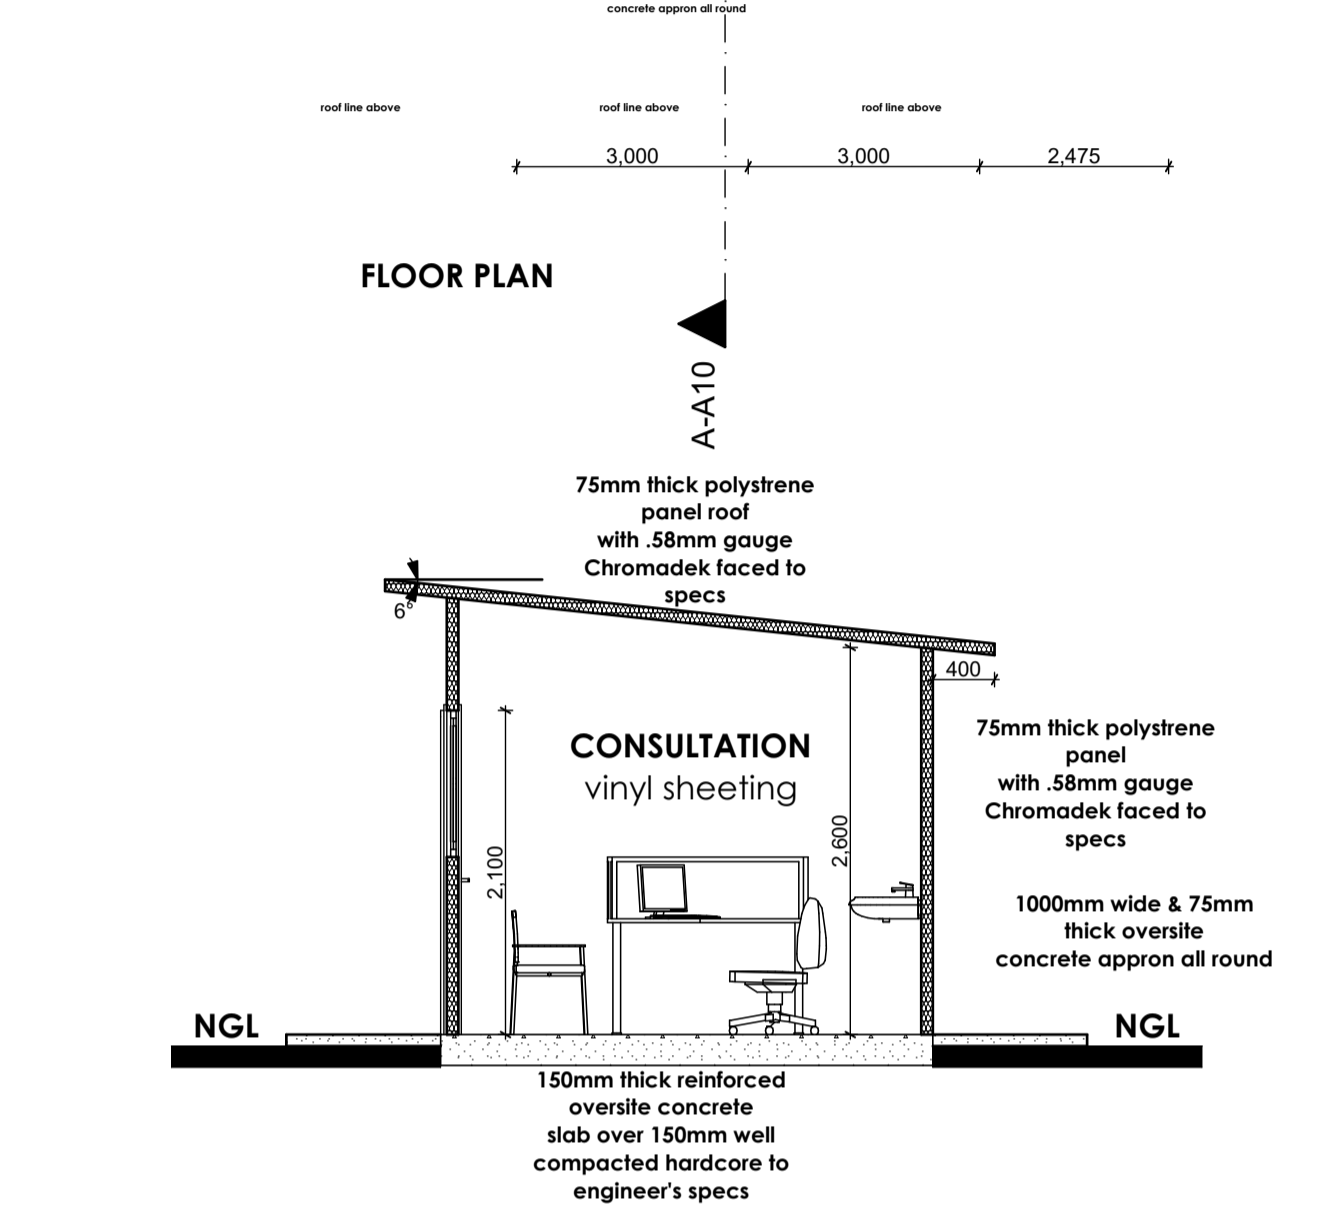 concrete appron all round
roof line above
roof line above
roof line above
3,000
3,000
2,475
FLOOR PLAN
A-A10
75mm thick polystrene
panel roof
with .58mm gauge
Chromadek faced to
specs
6°
400
CONSULTATION
vinyl sheeting
2,100
2,600
75mm thick polystrene
panel
with .58mm gauge
Chromadek faced to
specs
1000mm wide & 75mm
thick oversite
concrete appron all round
NGL
NGL
150mm thick reinforced
oversite concrete
slab over 150mm well
compacted hardcore to
engineer's specs